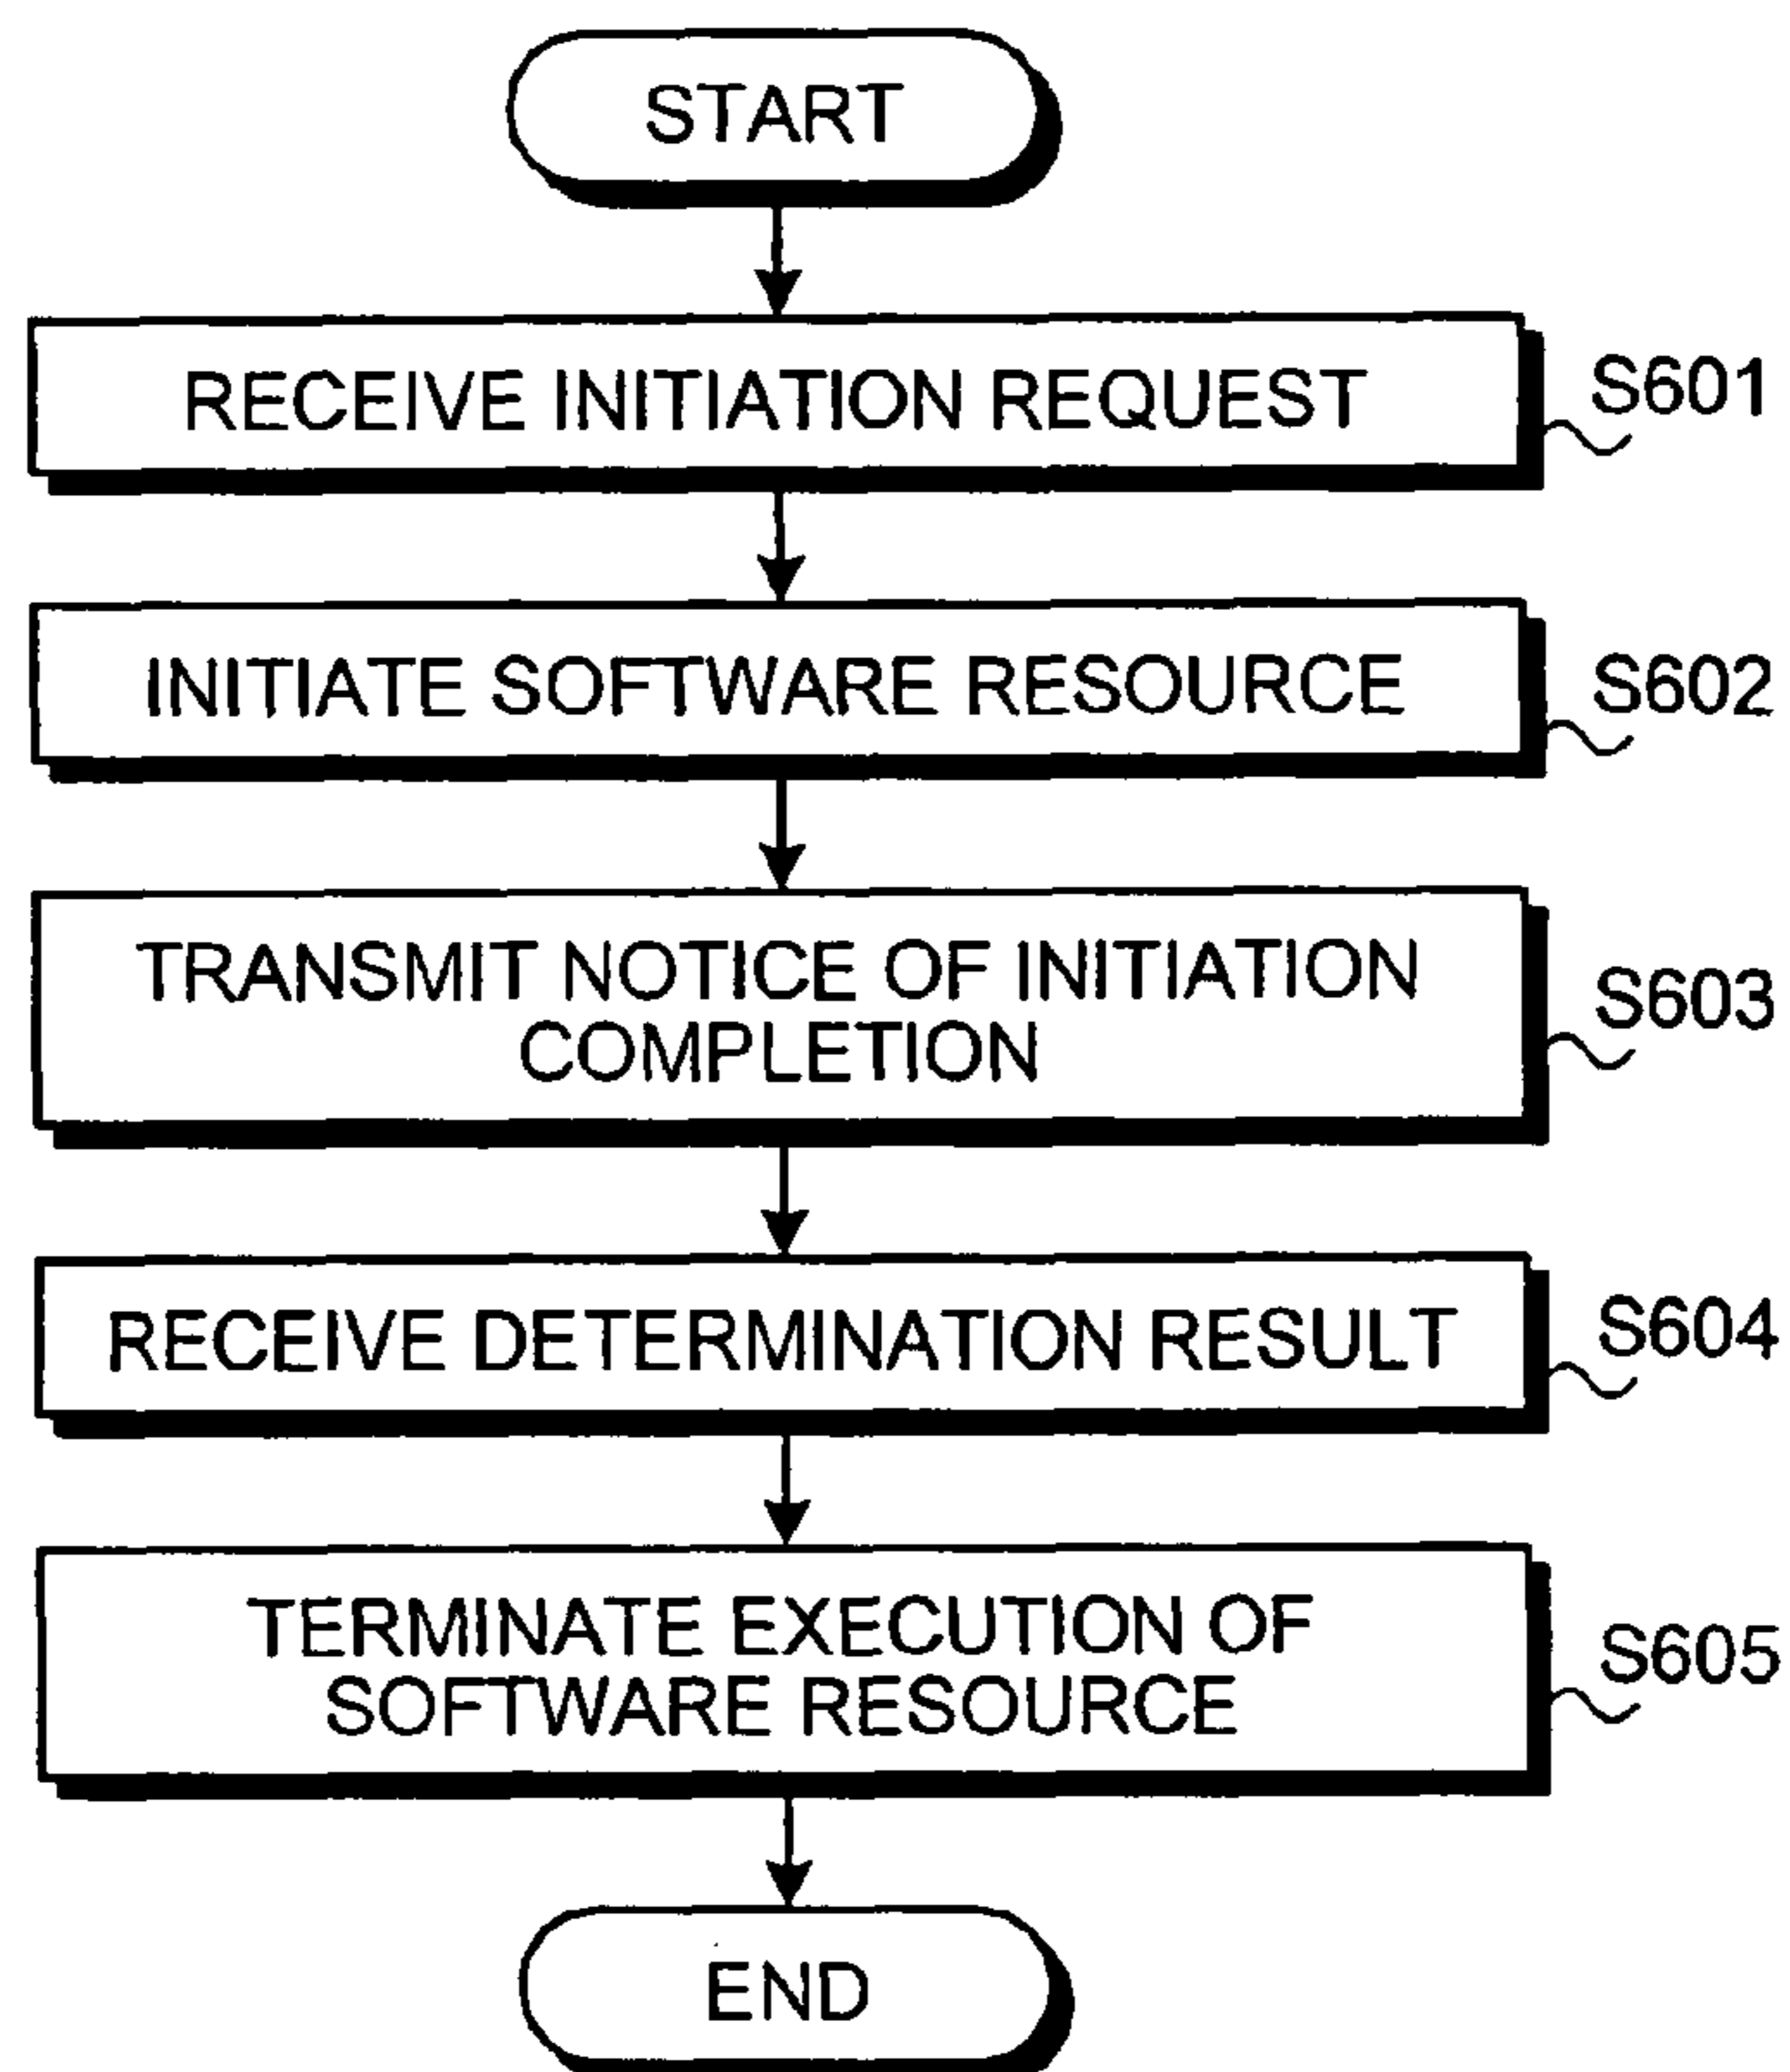 START
RECEIVE INITIATION REQUEST
S601
INITIATE SOFTWARE RESOURCE
S602
TRANSMIT NOTICE OF INITIATION
COMPLETION
S603
RECEIVE DETERMINATION RESULT
S604
TERMINATE EXECUTION OF
SOFTWARE RESOURCE
S605
END